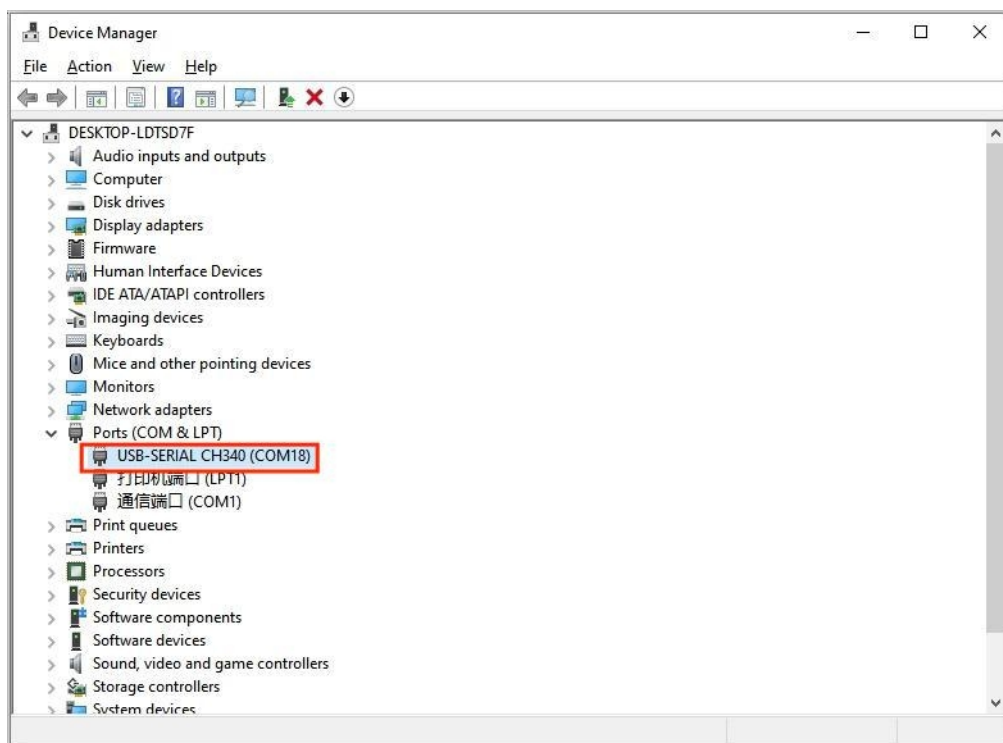 Device Manager
File Action View Help
DESKTOP-LDTSD7F
Audio inputs and outputs
Computer
Disk drives
Display adapters
Firmware
Human Interface Devices
IDE ATA/ATAPI controllers
Imaging devices
Keyboards
Mice and other pointing devices
Monitors
Network adapters
Ports (COM & LPT)
USB-SERIAL CH340 (COM18)
打印机端口 (LPT1)
通信端口 (COM1)
Print queues
Printers
Processors
Security devices
Software components
Software devices
Sound, video and game controllers
Storage controllers
System devices